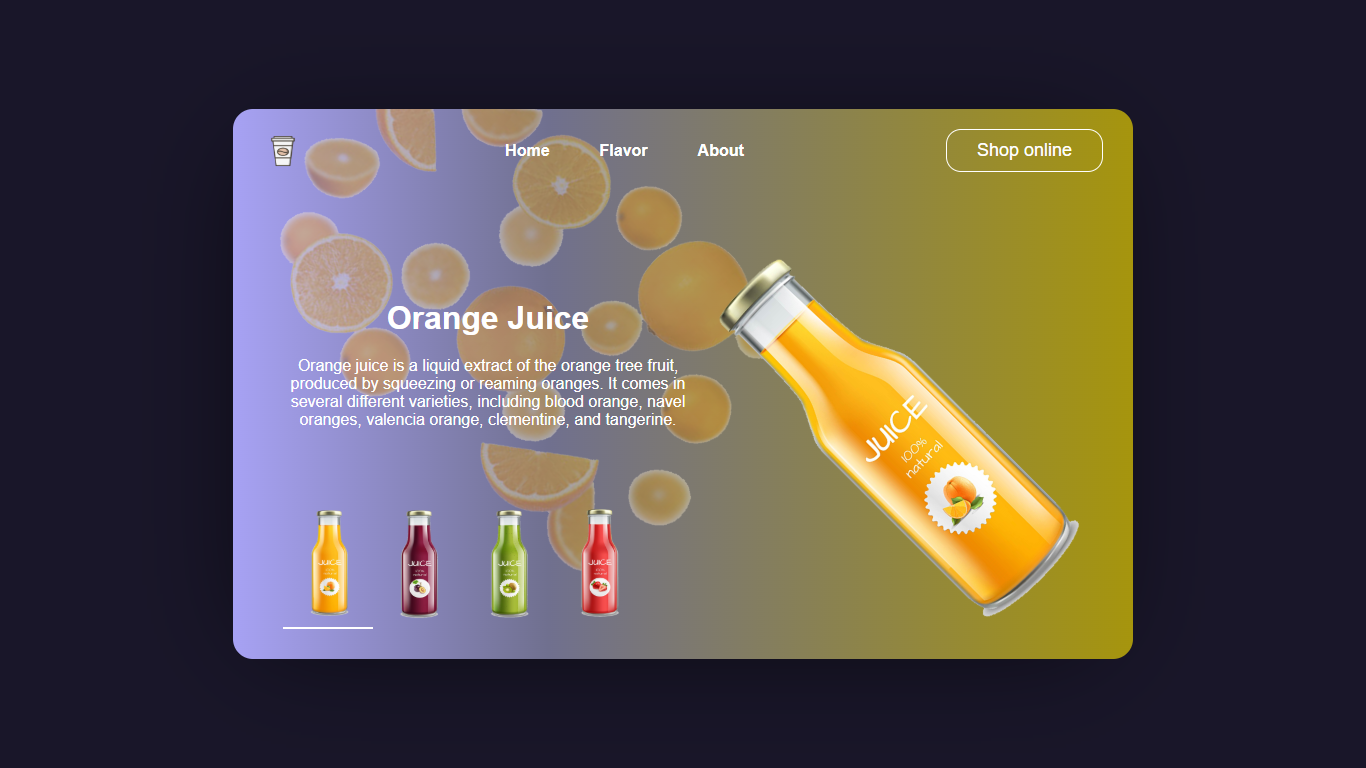 Home Flavor About Shop online
Orange Juice
Orange juice is a liquid extract of the orange tree fruit,
produced by squeezing or reaming oranges. It comes in
several different varieties, including blood orange, navel
oranges, valencia orange, clementine, and tangerine.
JUICE
100%
natural
JUICE JUICE JUICE JUICE